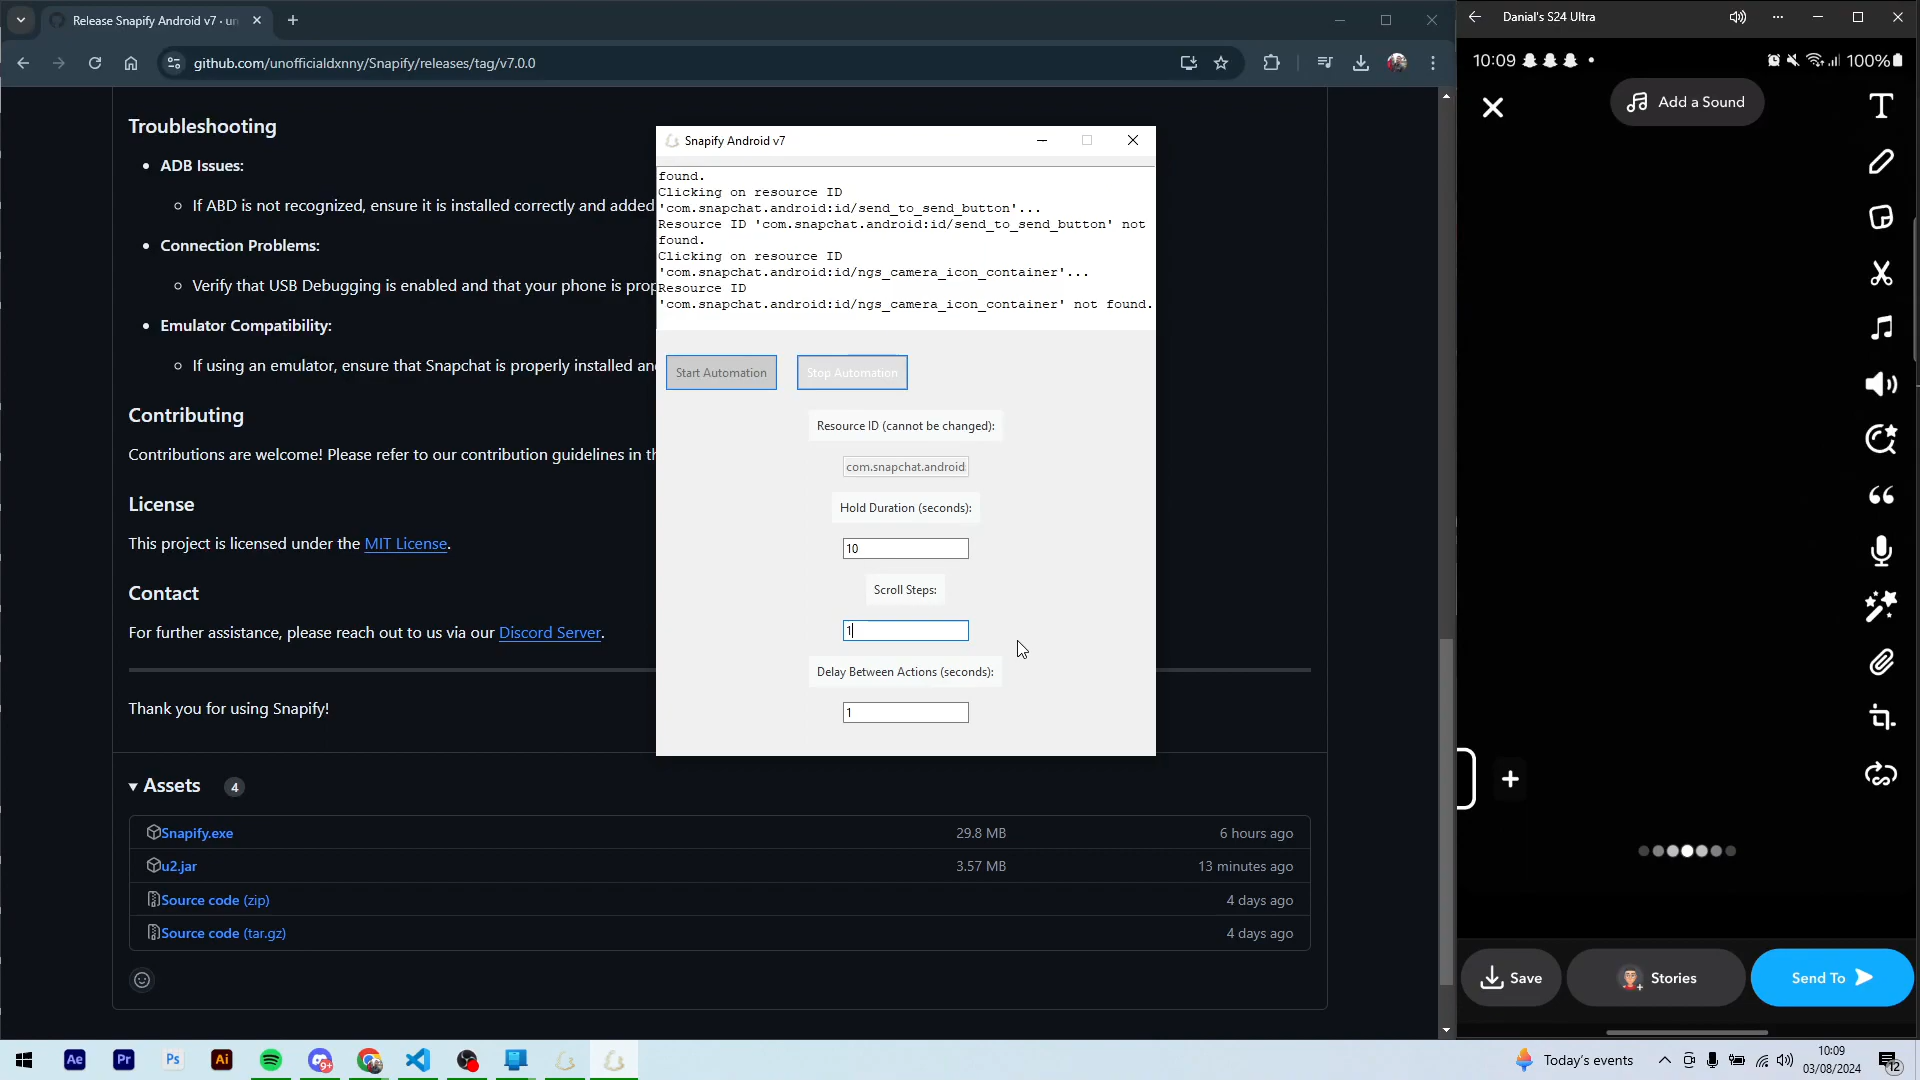 Release Snapify Android v7 · un
github.com/unofficialdxnny/Snapify/releases/tag/v7.0.0
Troubleshooting
ADB Issues:
If ABD is not recognized, ensure it is installed correctly and added
Connection Problems:
Verify that USB Debugging is enabled and that your phone is prop
Emulator Compatibility:
If using an emulator, ensure that Snapchat is properly installed an
Contributing
Contributions are welcome! Please refer to our contribution guidelines in th
License
This project is licensed under the MIT License.
Contact
For further assistance, please reach out to us via our Discord Server.
Thank you for using Snapify!
Assets 4
Snapify.exe 29.8 MB 6 hours ago
u2.jar 3.57 MB 13 minutes ago
Source code (zip) 4 days ago
Source code (tar.gz) 4 days ago
Snapify Android v7
found.
Clicking on resource ID
'com.snapchat.android:id/send_to_send_button'...
Resource ID 'com.snapchat.android:id/send_to_send_button' not
found.
Clicking on resource ID
'com.snapchat.android:id/ngs_camera_icon_container'...
Resource ID
'com.snapchat.android:id/ngs_camera_icon_container' not found.
Start Automation Stop Automation
Resource ID (cannot be changed):
com.snapchat.android
Hold Duration (seconds):
10
Scroll Steps:
1
Delay Between Actions (seconds):
1
Danial's S24 Ultra
10:09 100%
Add a Sound
T
Save Stories Send To
Ae Pr Ps Ai 9+
Today's events
10:09
03/08/2024
12